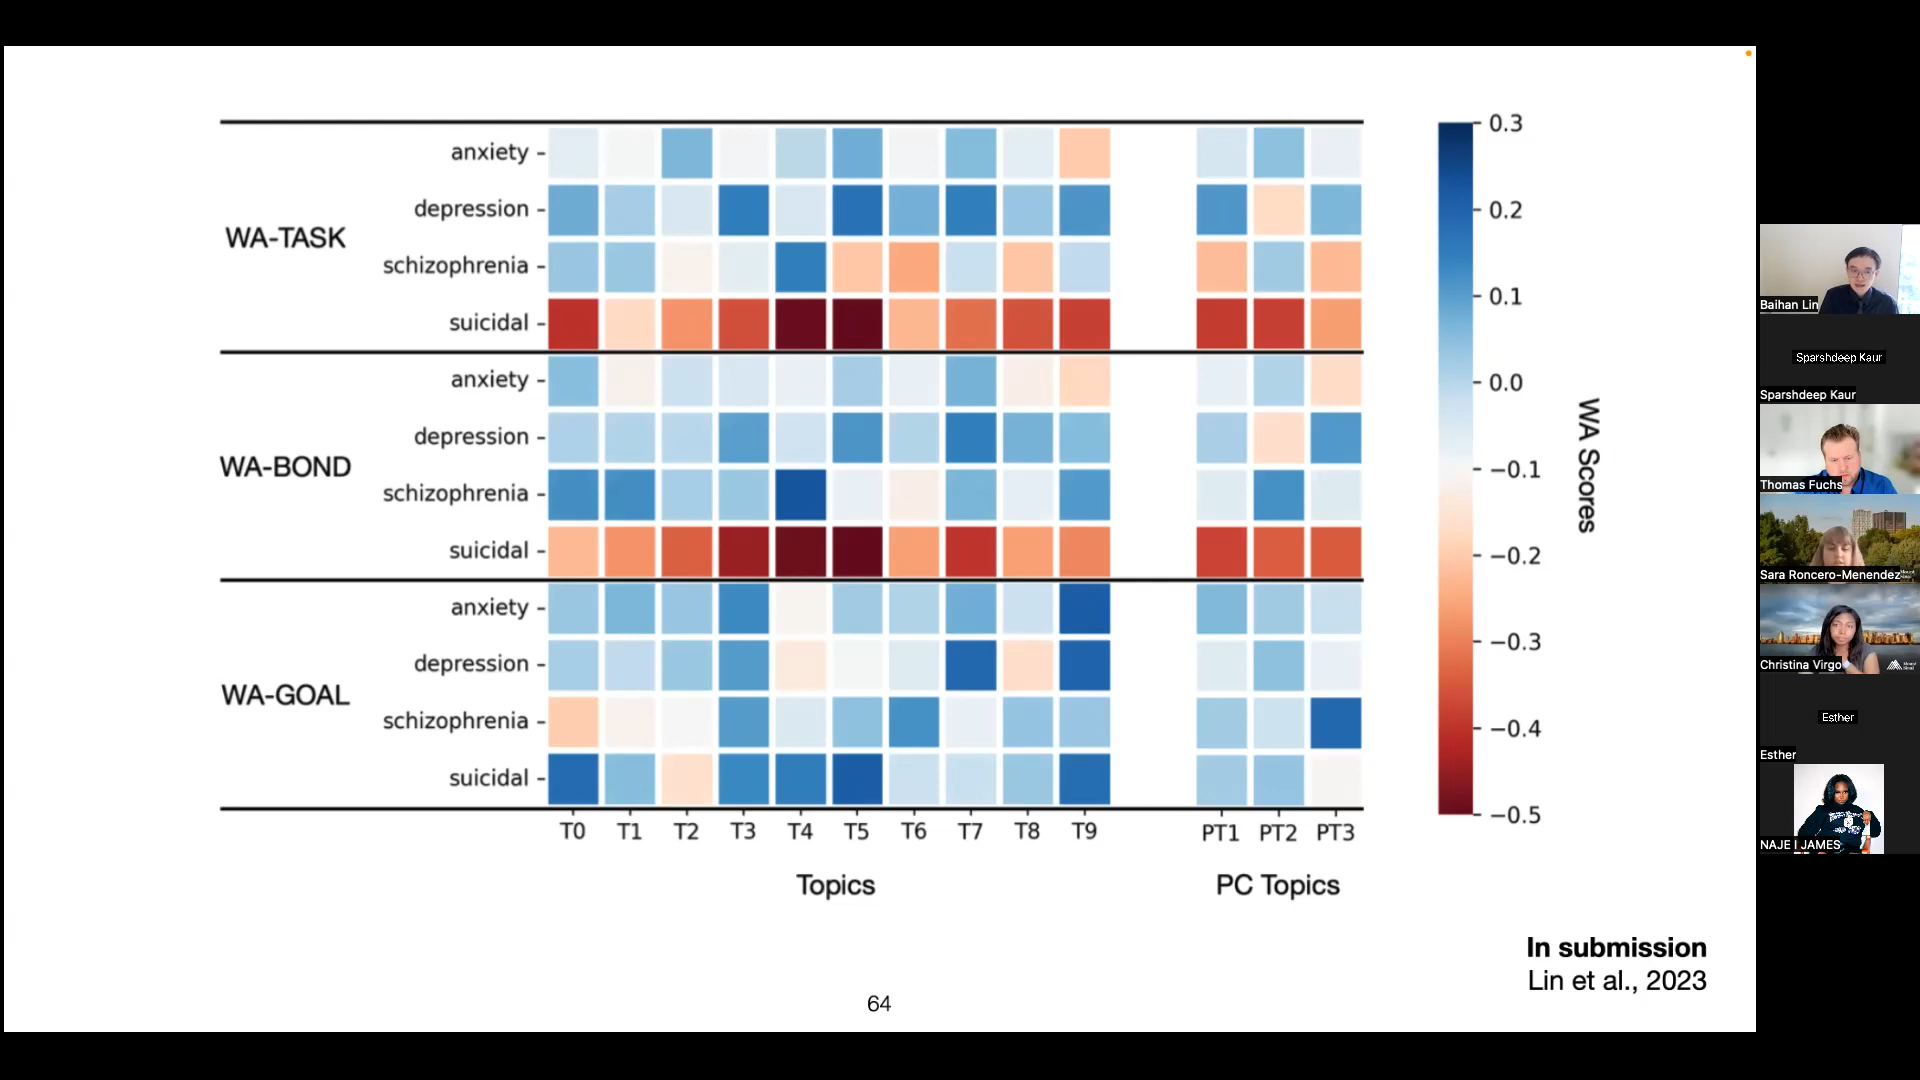 WA-TASK
anxiety
depression
schizophrenia
suicidal
WA-BOND
anxiety
depression
schizophrenia
suicidal
WA-GOAL
anxiety
depression
schizophrenia
suicidal
T0 T1 T2 T3 T4 T5 T6 T7 T8 T9 PT1 PT2 PT3
Topics PC Topics
0.3
0.2
0.1
0.0
−0.1
−0.2
−0.3
−0.4
−0.5
WA Scores
In submission
Lin et al., 2023
64
Baihan Lin
Sparshdeep Kaur
Sparshdeep Kaur
Thomas Fuchs
Sara Roncero-Menendez
Christina Virgo
Esther
Esther
NAJE I JAMES